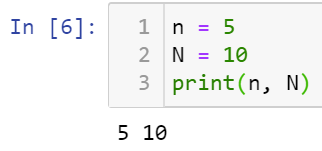 In [6]: 1 n = 5
2 N = 10
3 print(n, N)
5 10